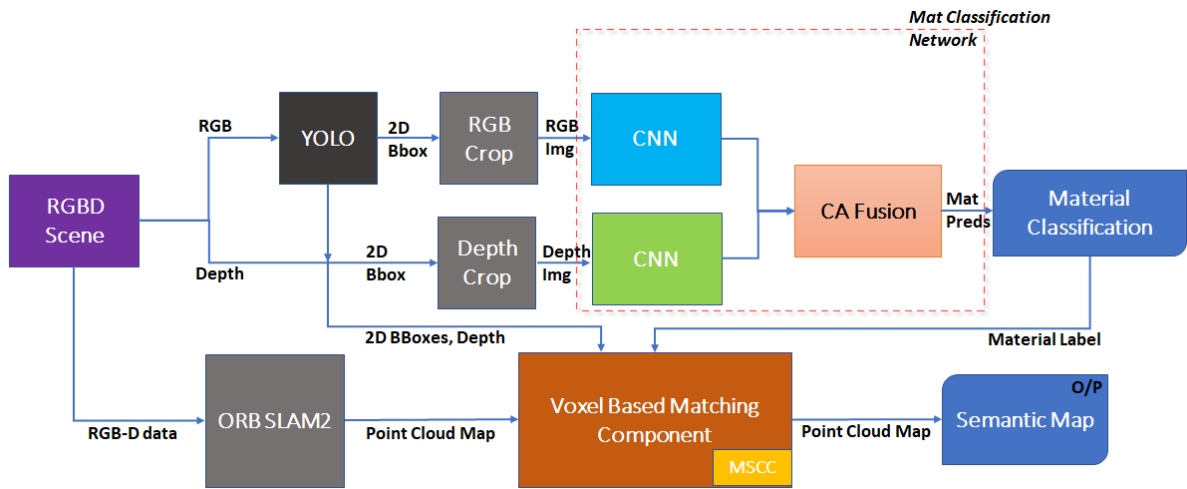 Mat Classification
Network
RGB
YOLO
2D
Bbox
RGB
Crop
RGB
Img
CNN
RGBD
Scene
Depth
2D
Bbox
Depth
Crop
Depth
Img
CNN
CA Fusion
Mat
Preds
Material
Classification
2D BBoxes, Depth
Material Label
RGB-D data
ORB SLAM2
Point Cloud Map
Voxel Based Matching
Component
MSCC
Point Cloud Map
O/P
Semantic Map